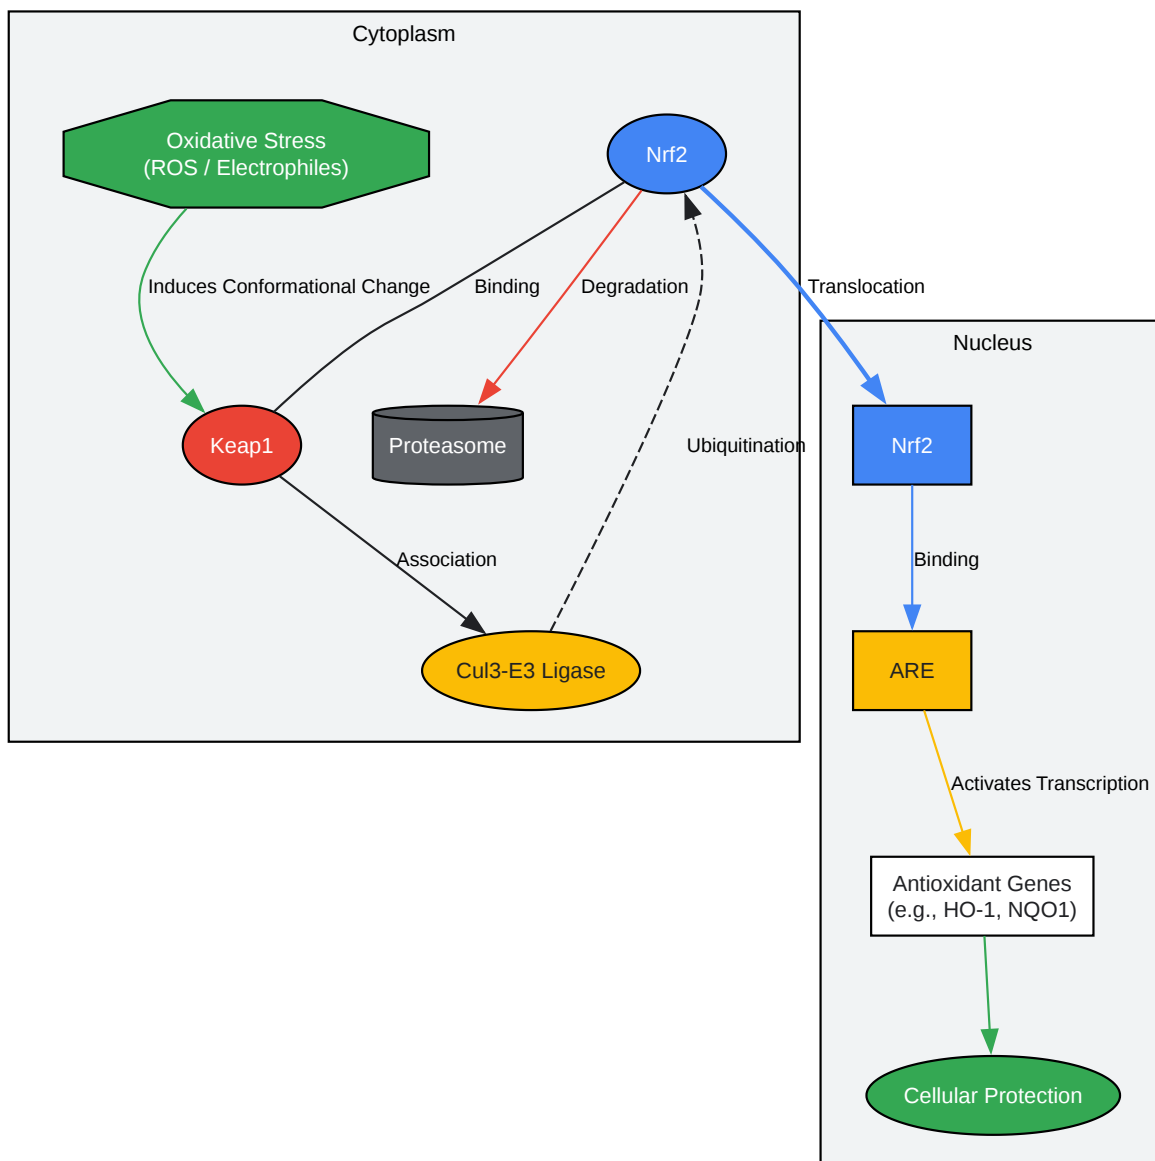 Cytoplasm
Oxidative Stress
(ROS / Electrophiles)
Nrf2
Induces Conformational Change
Binding
Degradation
Translocation
Nucleus
Keap1
Proteasome
Ubiquitination
Nrf2
Association
Binding
Cul3-E3 Ligase
ARE
Activates Transcription
Antioxidant Genes
(e.g., HO-1, NQO1)
Cellular Protection